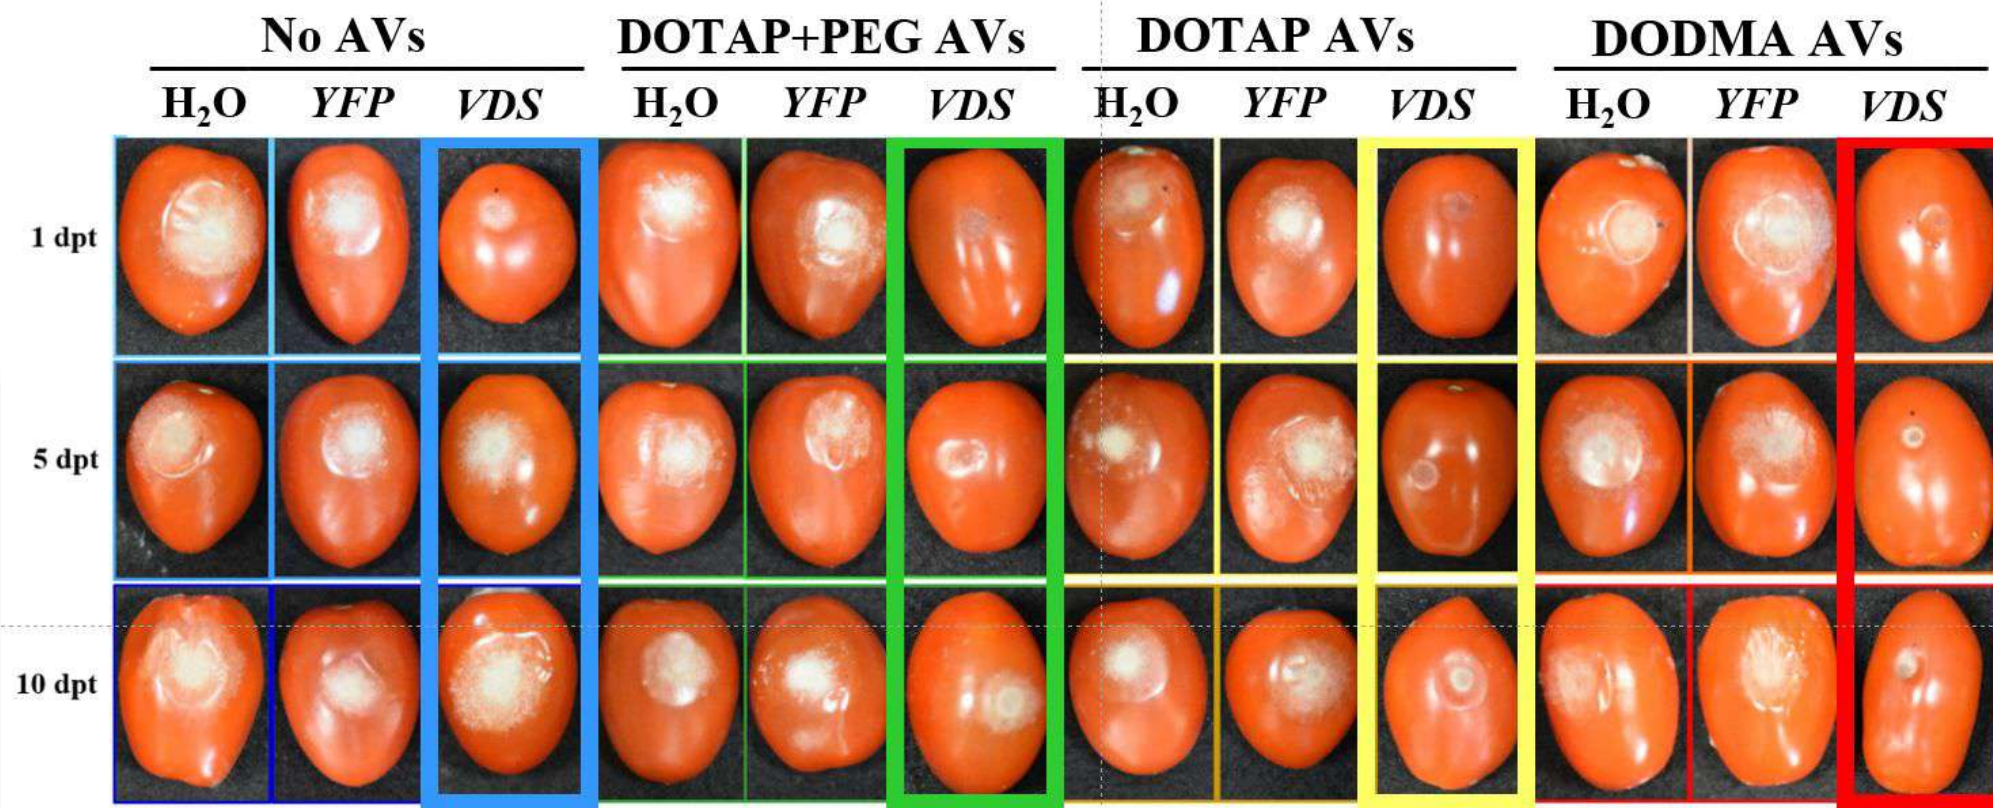 No AVs DOTAP+PEG AVs DOTAP AVs DODMA AVs
H₂O YFP VDS H₂O YFP VDS H₂O YFP VDS H₂O YFP VDS
1 dpt
5 dpt
10 dpt